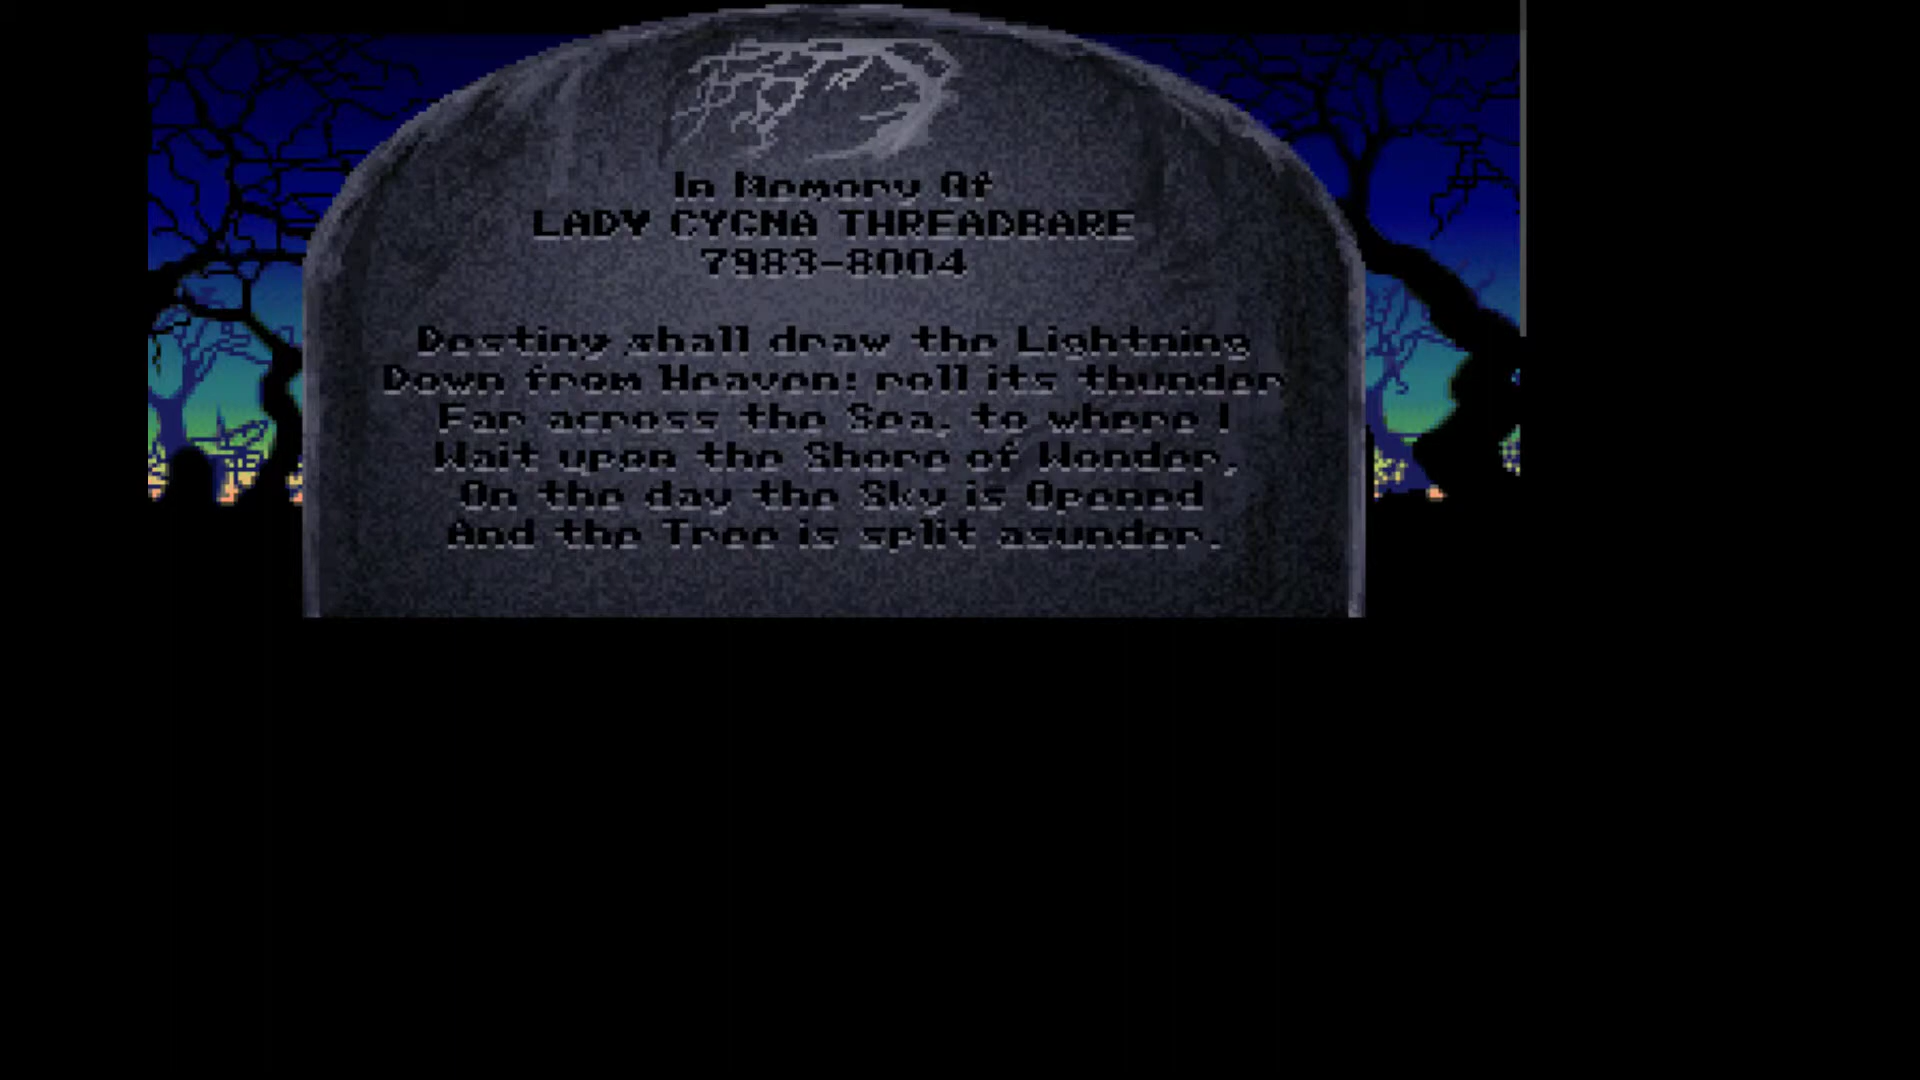 In Memory Of
LADY CYGNA THREADBARE
7983-8004
Destiny shall draw the Lightning
Down from Heaven: roll its thunder
Far across the Sea, to where I
Wait upon the Shore of Wonder,
On the day the Sky is Opened
And the Tree is split asunder.